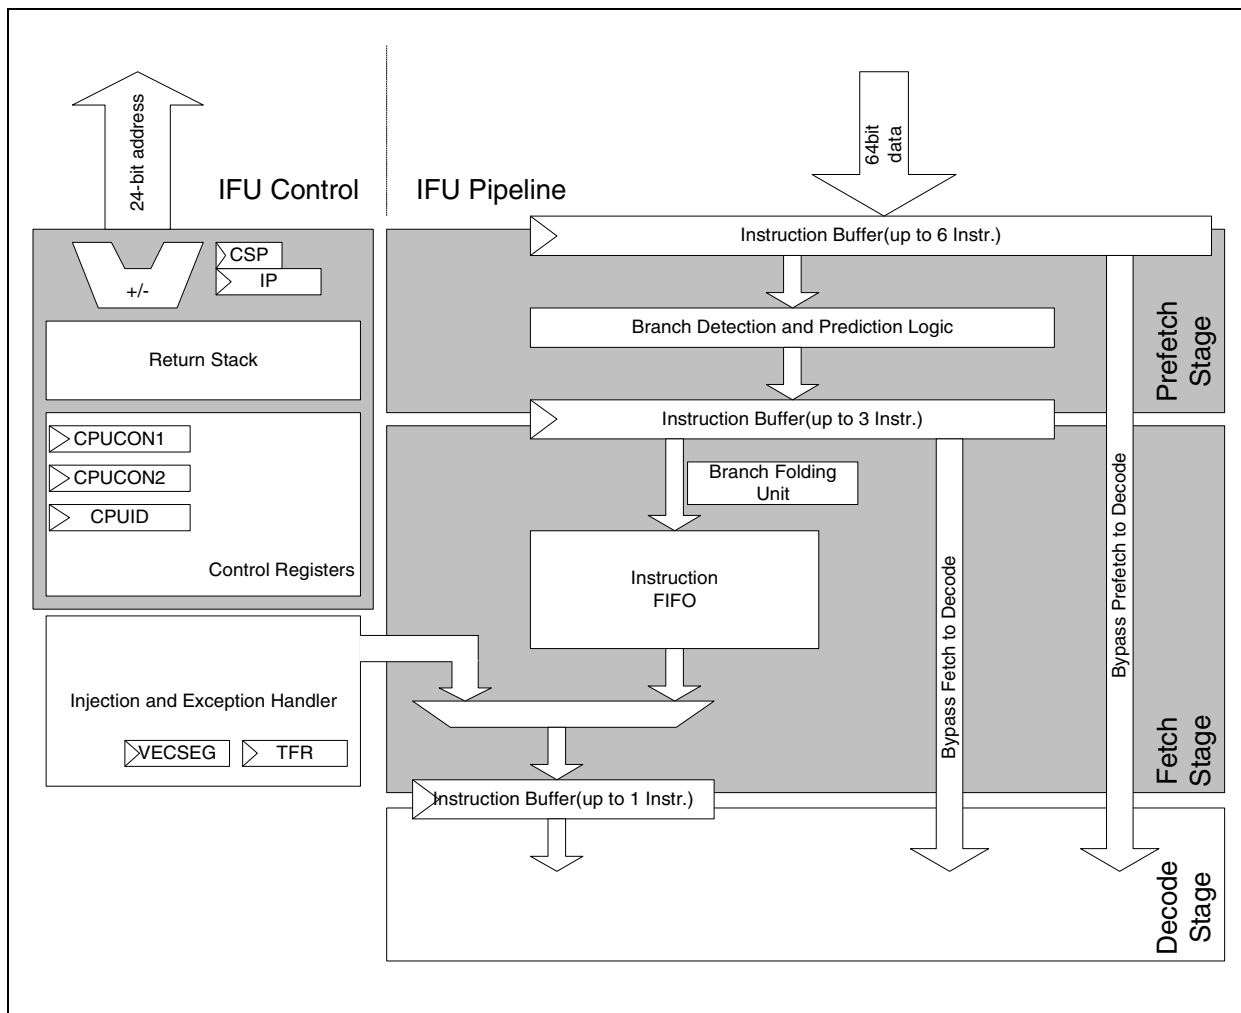 24-bit address
IFU Control
IFU Pipeline
64bit
data
CSP
IP
+/-
Return Stack
CPUCON1
CPUCON2
CPUID
Control Registers
Injection and Exception Handler
VECSEG
TFR
Instruction Buffer(up to 6 Instr.)
Branch Detection and Prediction Logic
Prefetch
Stage
Instruction Buffer(up to 3 Instr.)
Branch Folding
Unit
Instruction
FIFO
Bypass Fetch to Decode
Bypass Prefetch to Decode
Fetch
Stage
Instruction Buffer(up to 1 Instr.)
Decode
Stage